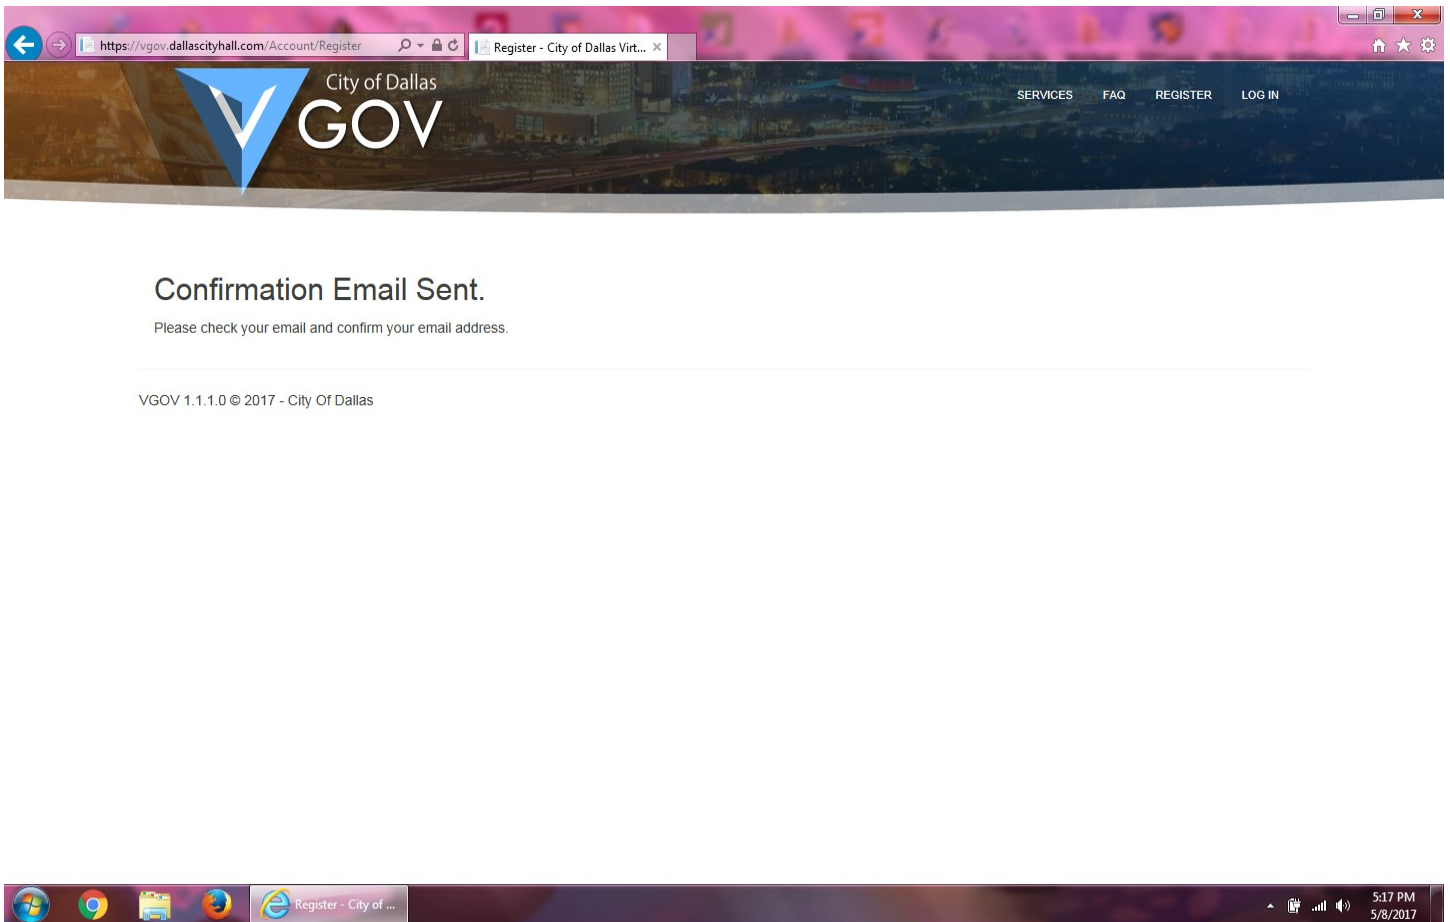 https://vgov.dallascityhall.com/Account/Register
Register - City of Dallas Virt...
City of Dallas
GOV
SERVICES FAQ REGISTER LOG IN
Confirmation Email Sent.
Please check your email and confirm your email address.
VGOV 1.1.1.0 © 2017 - City Of Dallas
Register - City of ...
5:17 PM
5/8/2017